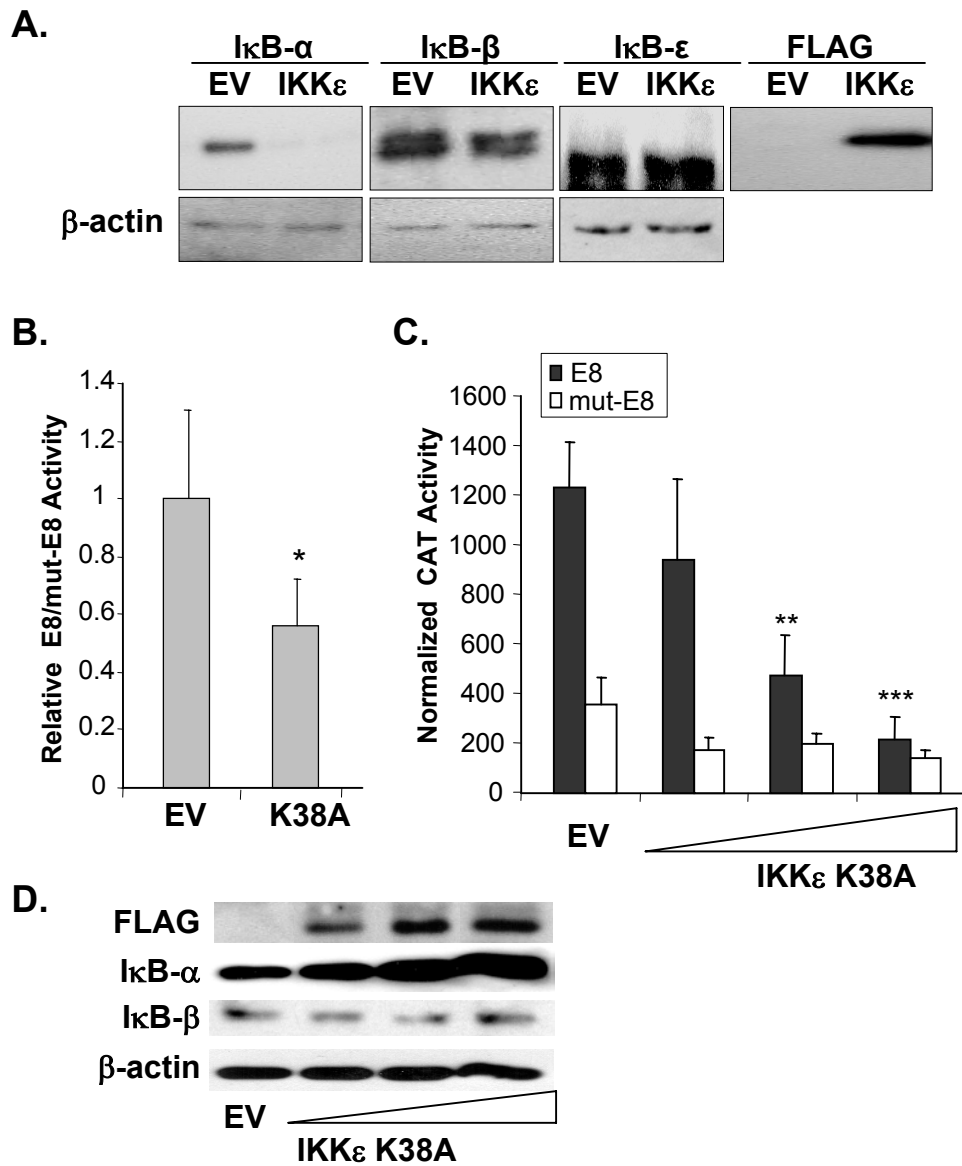 A.
IκB-α IκB-β IκB-ε FLAG
EV IKKε EV IKKε EV IKKε EV IKKε
β-actin
B.
Relative E8/mut-E8 Activity
1.4
1.2
1
0.8
0.6
0.4
0.2
0
*
EV K38A
C.
E8
mut-E8
Normalized CAT Activity
1600
1400
1200
1000
800
600
400
200
0
**
***
EV
IKKε K38A
D.
FLAG
IκB-α
IκB-β
β-actin
EV
IKKε K38A